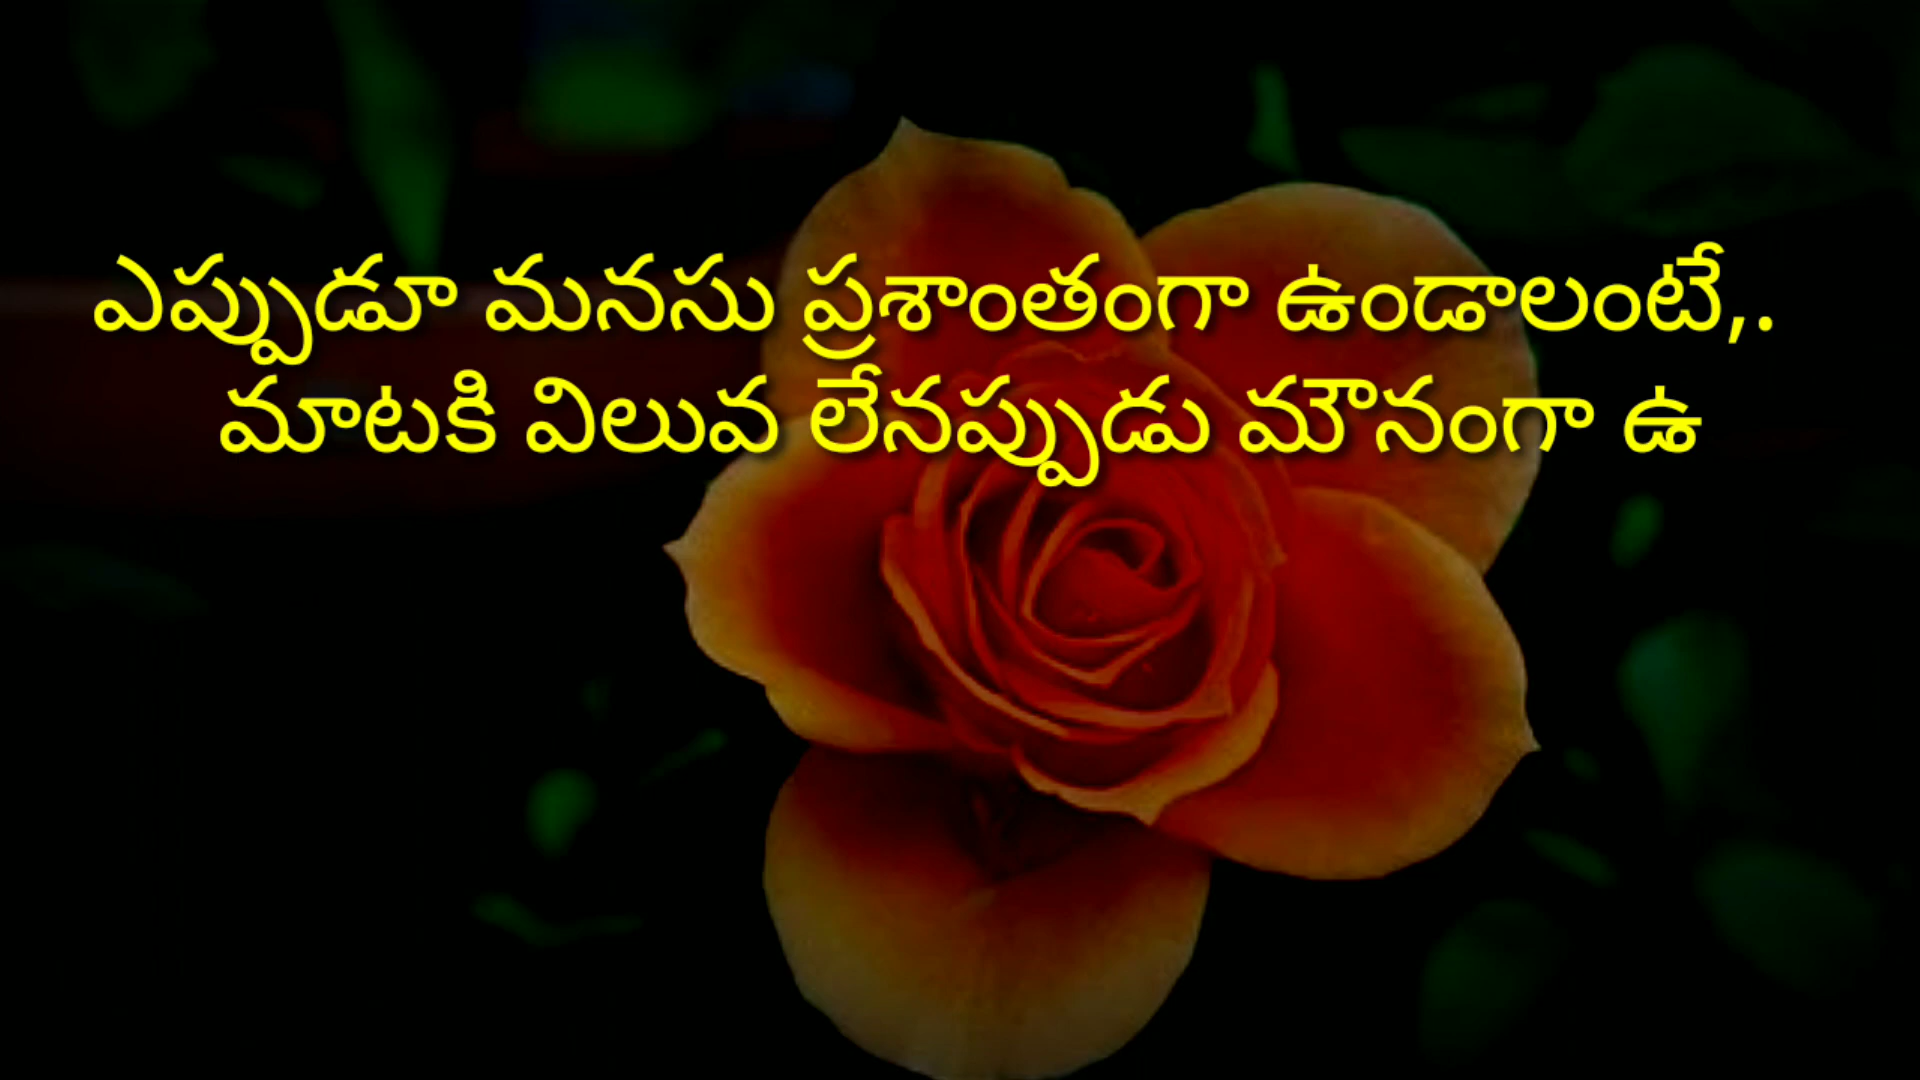 ఎప్పుడూ మనసు ప్రశాంతంగా ఉండాలంటే,.
మాటకి విలువ లేనప్పుడు మౌనంగా ఉ